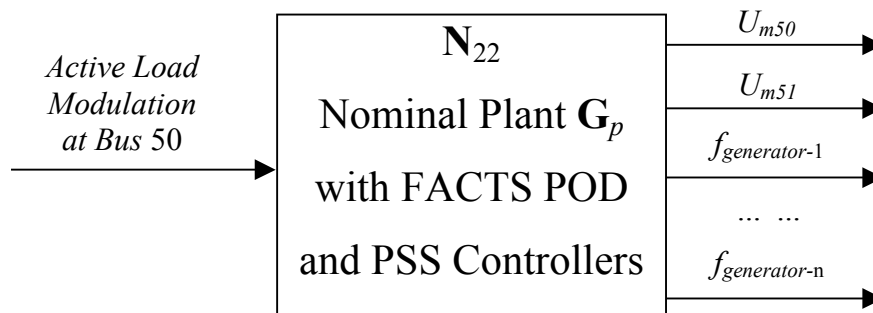 Active Load
Modulation
at Bus 50
N22
Nominal Plant Gp
with FACTS POD
and PSS Controllers
Um50
Um51
fgenerator-1
... ...
fgenerator-n